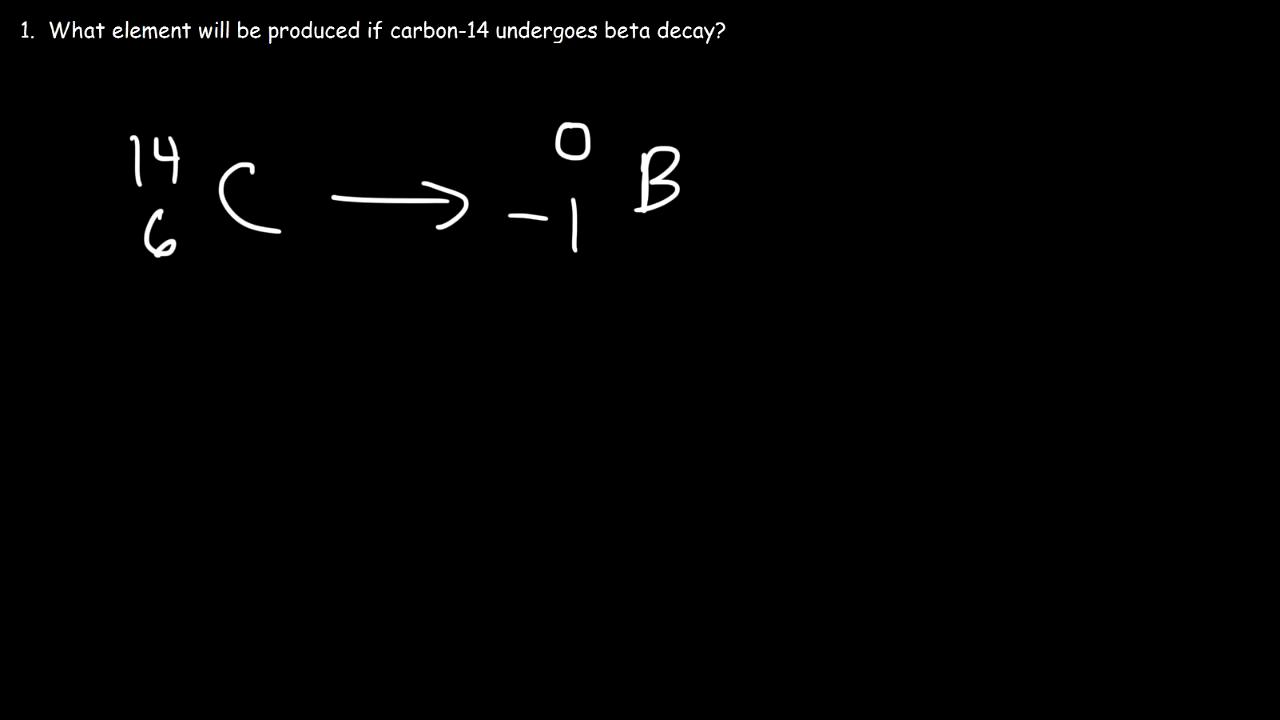 1. What element will be produced if carbon-14 undergoes beta decay?
14 0
C → B
6 -1